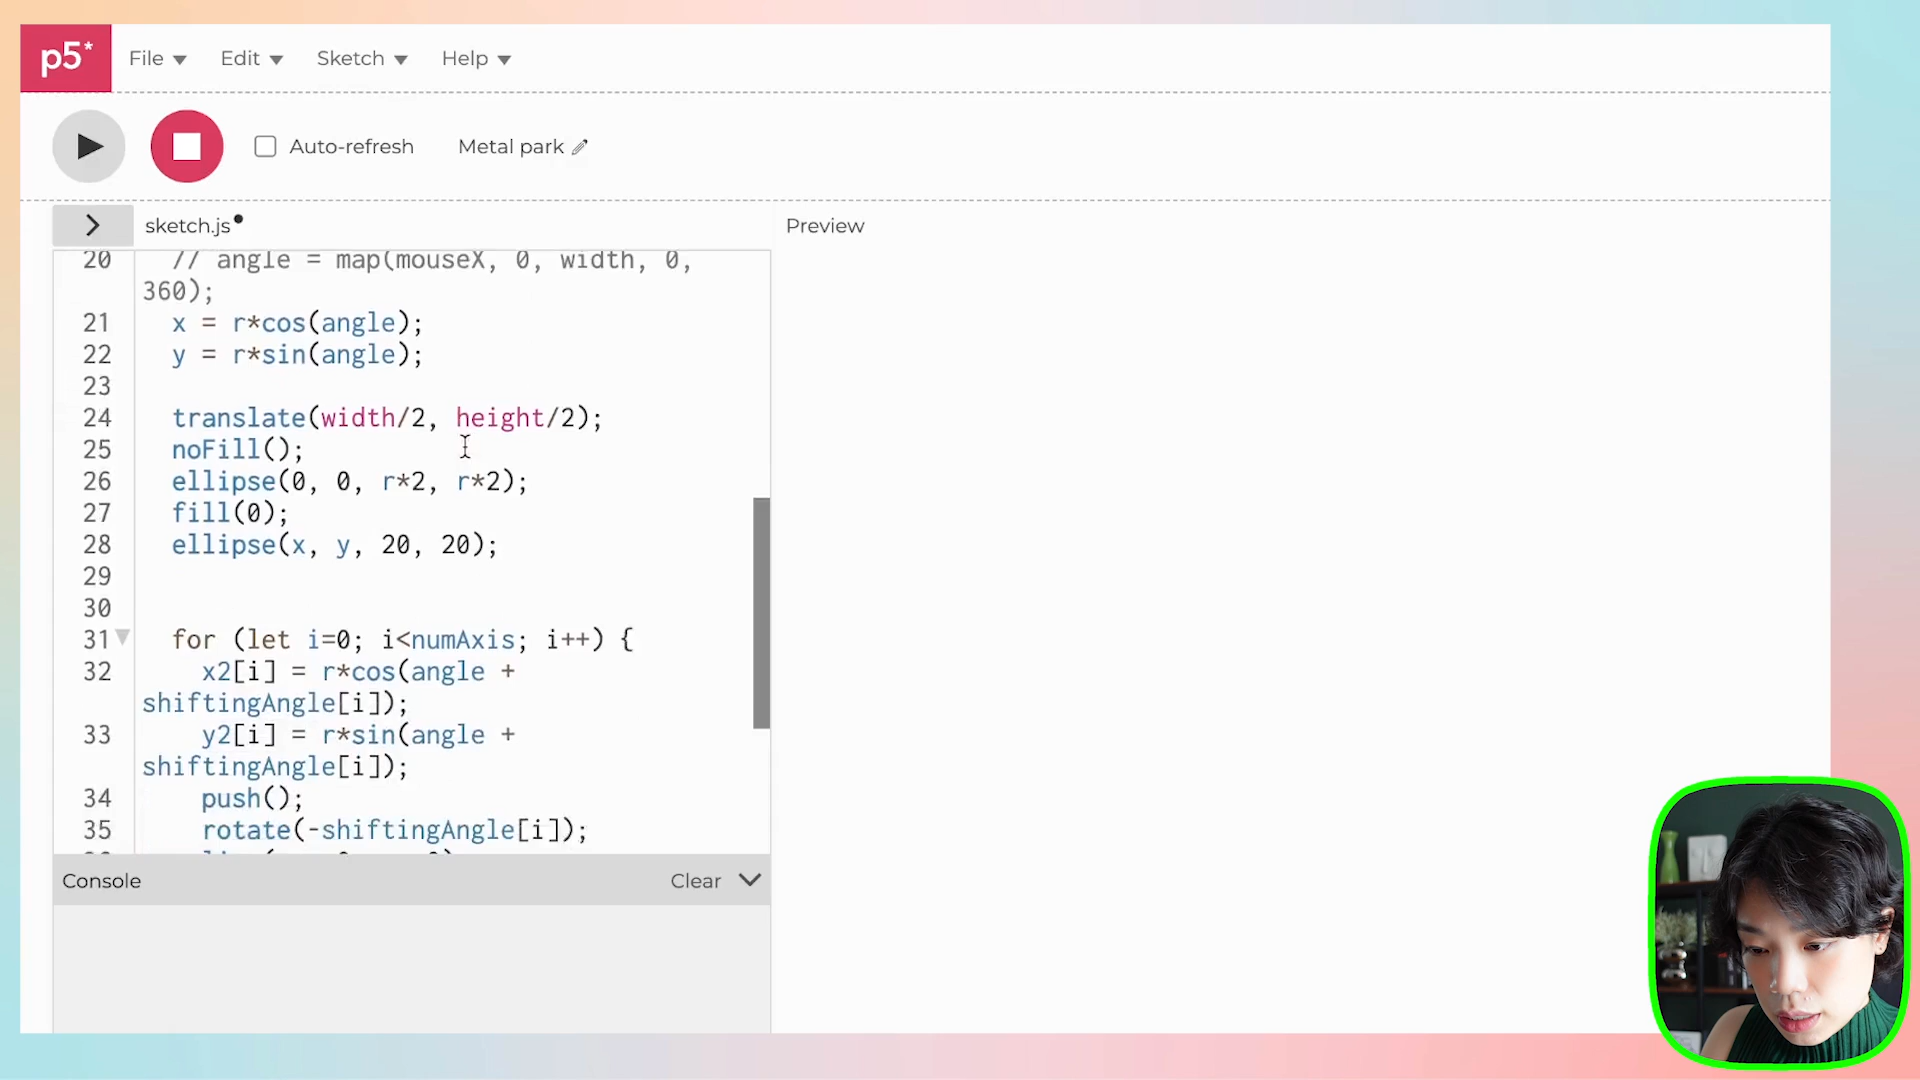 p5* File Edit Sketch Help
Auto-refresh Metal park
sketch.js Preview
20 // angle = map(mouseX, 0, width, 0,
360);
21 x = r*cos(angle);
22 y = r*sin(angle);
23
24 translate(width/2, height/2);
25 noFill();
26 ellipse(0, 0, r*2, r*2);
27 fill(0);
28 ellipse(x, y, 20, 20);
29
30
31 for (let i=0; i<numAxis; i++) {
32 x2[i] = r*cos(angle +
shiftingAngle[i]);
33 y2[i] = r*sin(angle +
shiftingAngle[i]);
34 push();
35 rotate(-shiftingAngle[i]);
Console Clear